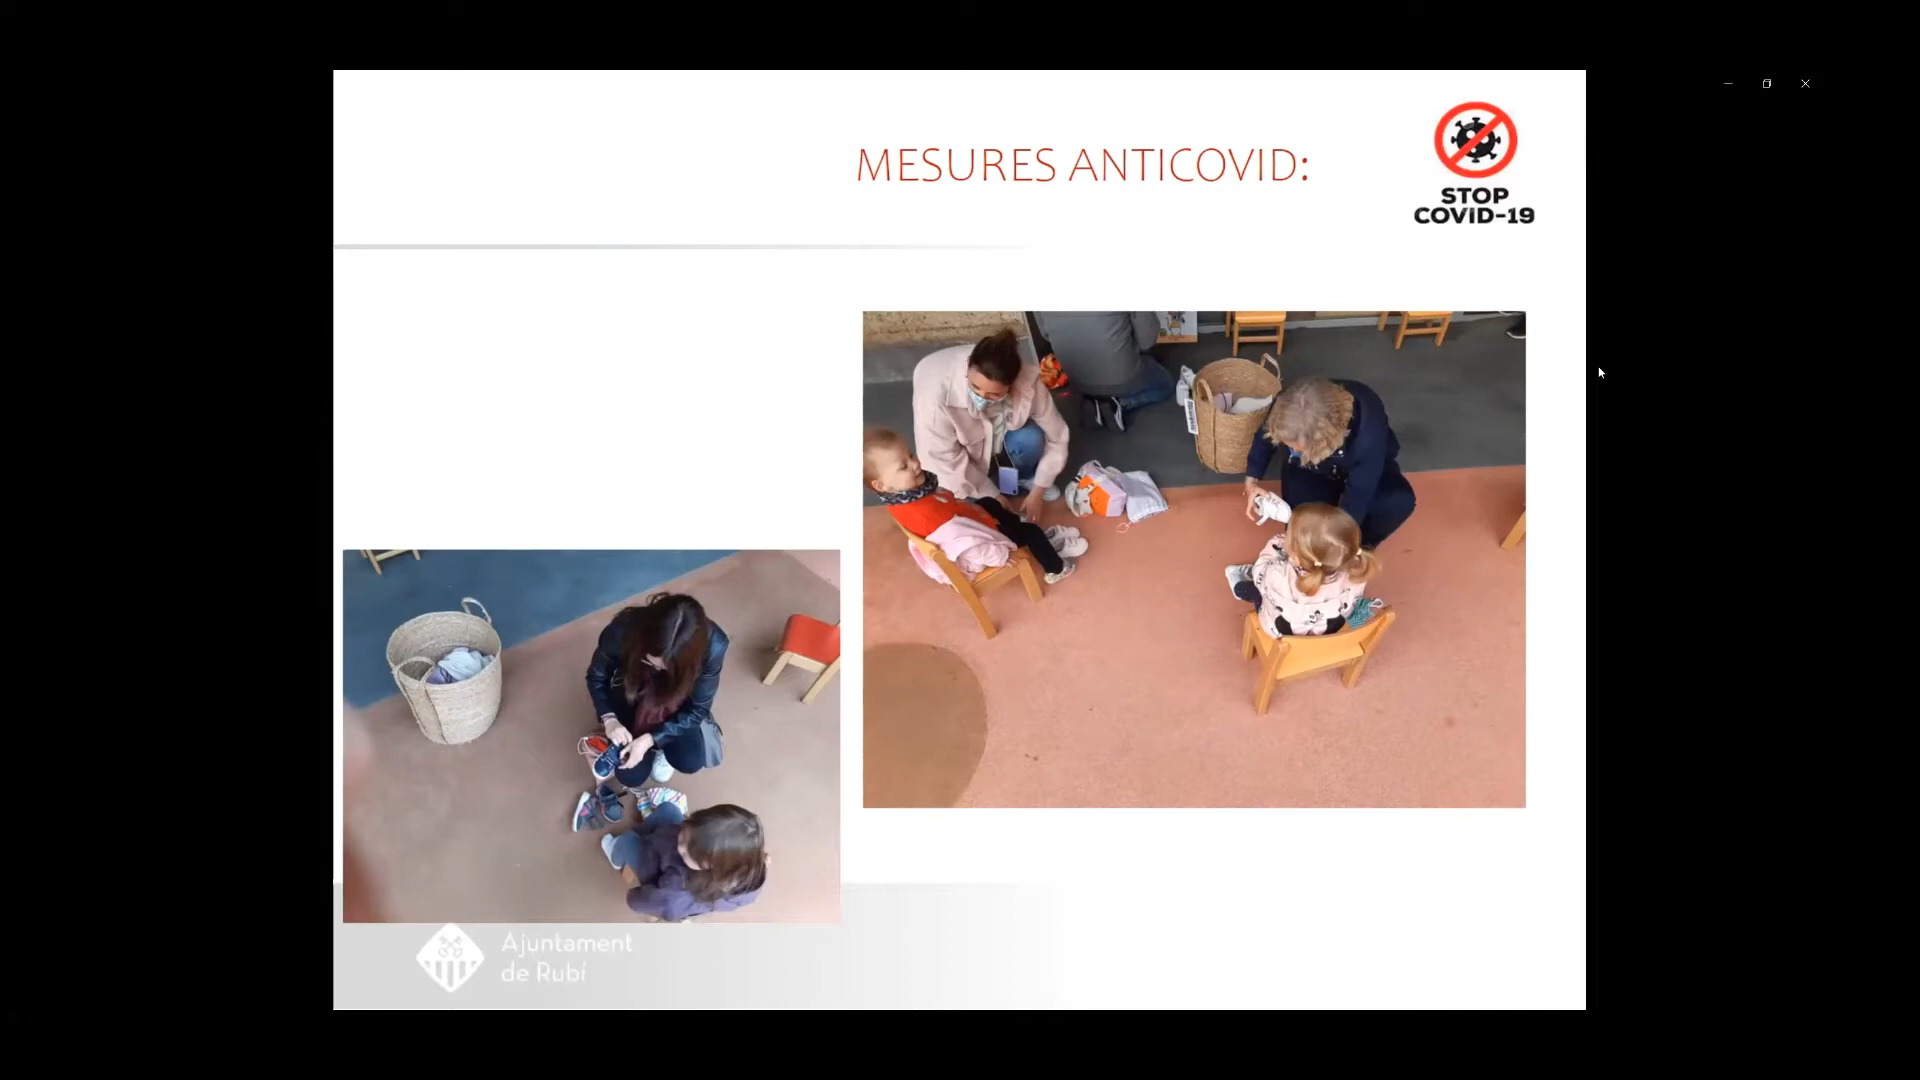 MESURES ANTICOVID:
STOP
COVID-19
Ajuntament
de Rubí